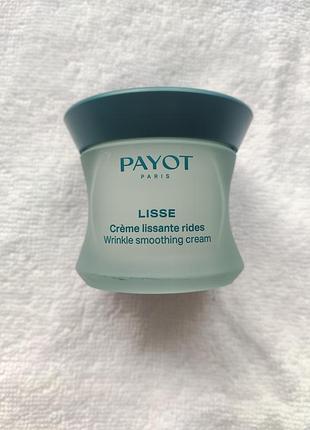 PAYOT
PARIS
LISSE
Crème lissante rides
Wrinkle smoothing cream